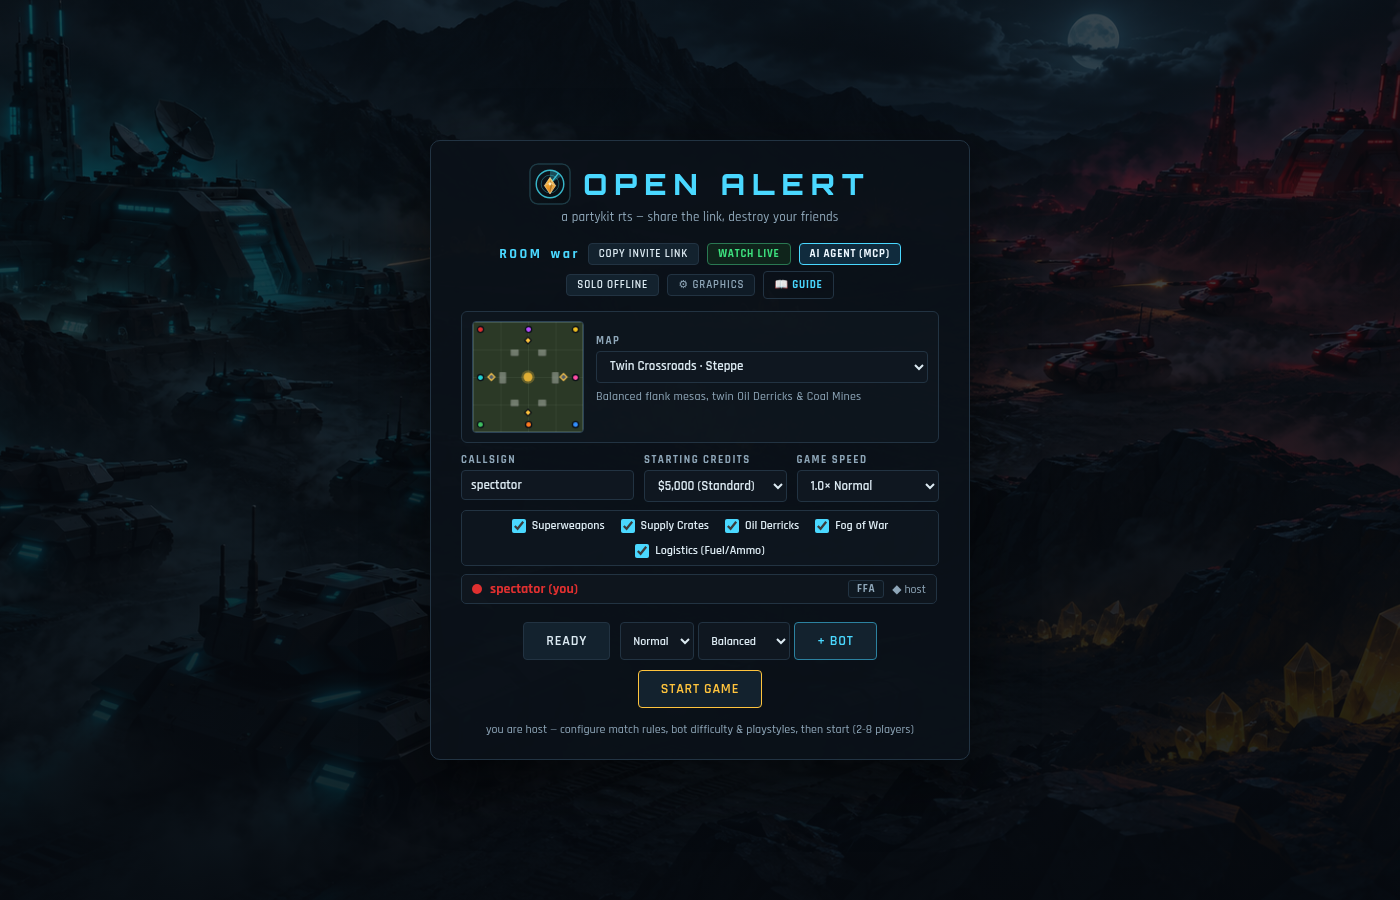 OPEN ALERT
a partykit rts – share the link, destroy your friends
ROOM war COPY INVITE LINK WATCH LIVE AI AGENT (MCP)
SOLO OFFLINE ⚙ GRAPHICS 📖 GUIDE
MAP
Twin Crossroads · Steppe
Balanced flank mesas, twin Oil Derricks & Coal Mines
CALLSIGN STARTING CREDITS GAME SPEED
spectator $5,000 (Standard) 1.0× Normal
Superweapons Supply Crates Oil Derricks Fog of War
Logistics (Fuel/Ammo)
spectator (you) FFA ◆ host
READY Normal Balanced + BOT
START GAME
you are host – configure match rules, bot difficulty & playstyles, then start (2-8 players)